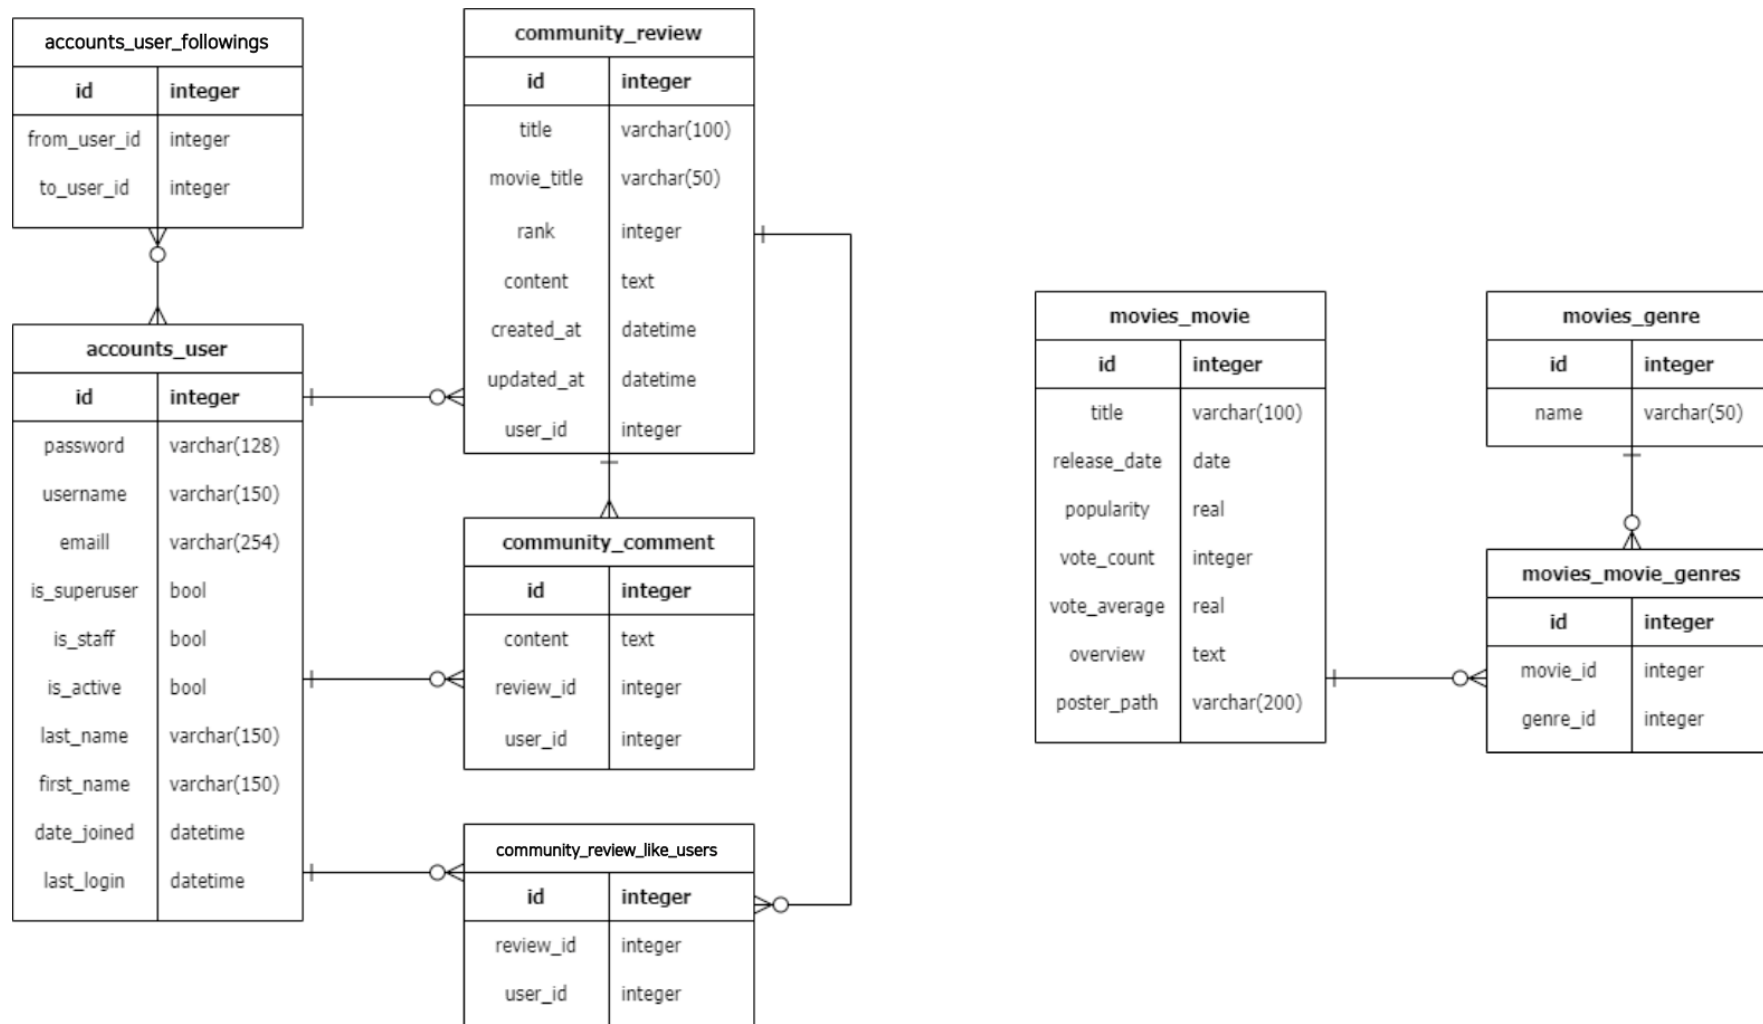 accounts_user_followings
id integer
from_user_id integer
to_user_id integer
accounts_user
id integer
password varchar(128)
username varchar(150)
emaill varchar(254)
is_superuser bool
is_staff bool
is_active bool
last_name varchar(150)
first_name varchar(150)
date_joined datetime
last_login datetime
community_review
id integer
title varchar(100)
movie_title varchar(50)
rank integer
content text
created_at datetime
updated_at datetime
user_id integer
community_comment
id integer
content text
review_id integer
user_id integer
community_review_like_users
id integer
review_id integer
user_id integer
movies_movie
id integer
title varchar(100)
release_date date
popularity real
vote_count integer
vote_average real
overview text
poster_path varchar(200)
movies_genre
id integer
name varchar(50)
movies_movie_genres
id integer
movie_id integer
genre_id integer